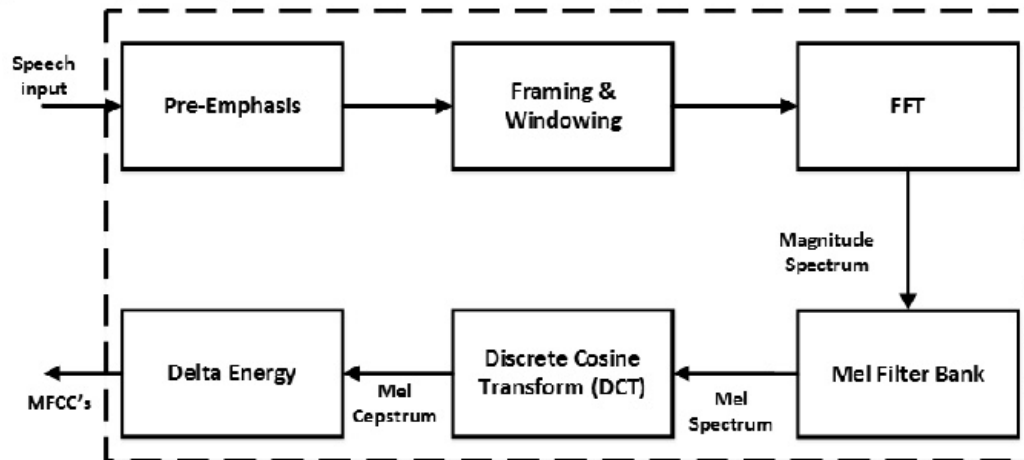 Speech
input
Pre-Emphasis
Framing &
Windowing
FFT
Magnitude
Spectrum
Mel Filter Bank
Mel
Spectrum
Discrete Cosine
Transform (DCT)
Mel
Cepstrum
Delta Energy
MFCC's